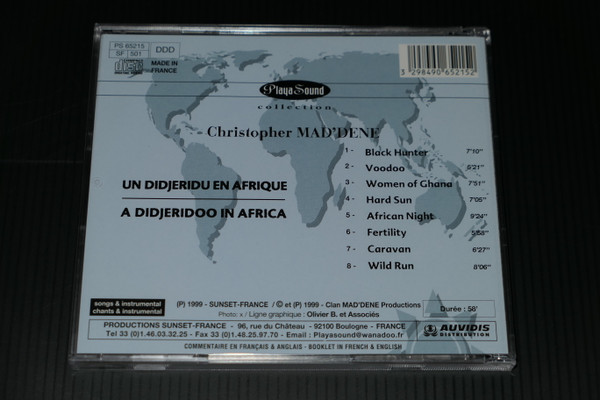 PS 65215
SF 501
DDD
COMPACT disc DIGITAL AUDIO
MADE IN FRANCE
3 298490 652152
Playa Sound
collection
Christopher MAD'DENE
UN DIDJERIDU EN AFRIQUE
A DIDJERIDOO IN AFRICA
1 - Black Hunter 7'10"
2 - Voodoo 5'21"
3 - Women of Ghana 7'51"
4 - Hard Sun 7'05"
5 - African Night 9'24"
6 - Fertility 5'58"
7 - Caravan 6'27"
8 - Wild Run 8'06"
songs & instrumental
chants & instrumental
(P) 1999 - SUNSET-FRANCE / © et (P) 1999 - Clan MAD'DENE Productions
Photo: x / Ligne graphique : Olivier B. et Associés
Durée : 58'
PRODUCTIONS SUNSET-FRANCE - 96, rue du Château - 92100 Boulogne - FRANCE
Tel 33 (0)1.46.03.32.25 - Fax 33 (0)1.48.25.97.70 - Email : Playasound@wanadoo.fr
AUVIDIS
DISTRIBUTION
COMMENTAIRE EN FRANÇAIS & ANGLAIS - BOOKLET IN FRENCH & ENGLISH